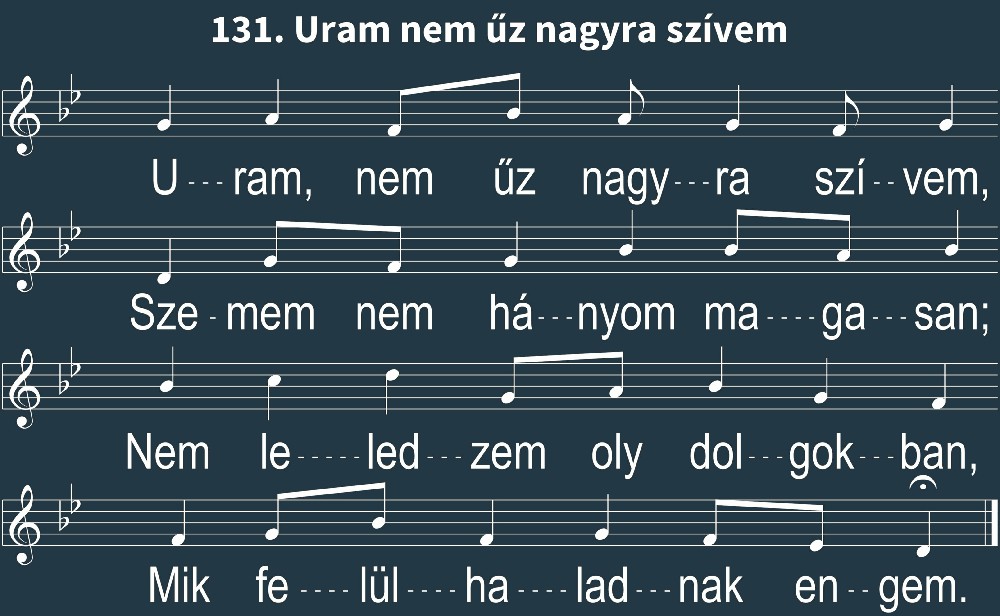 131. Uram nem űz nagyra szívem
U---ram, nem űz nagy---ra szí--vem,
Sze-mem nem há---nyom ma----ga---san;
Nem le-----led---zem oly dol---gok---ban,
Mik fe----lül----ha----lad---nak en--gem.